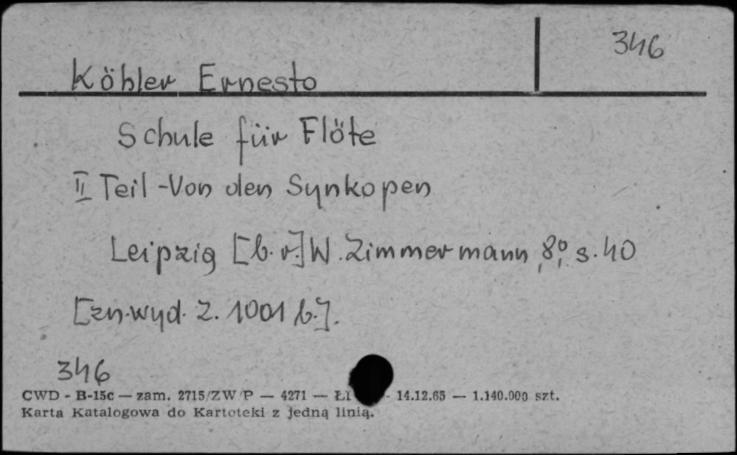 346
Köhler Ernesto
Schule für Flöte
II Teil - Von den Synkopen
Leipzig [b.r.] W. Zimmermann, 8°, s. 40
[zn. wyd. Z. 1001 b.].
346
CWD - B-15c — zam. 2715/ZW/P — 4271 — 14.12.65 — 1.140.000 szt.
Karta Katalogowa do Kartoteki z jedną linią.